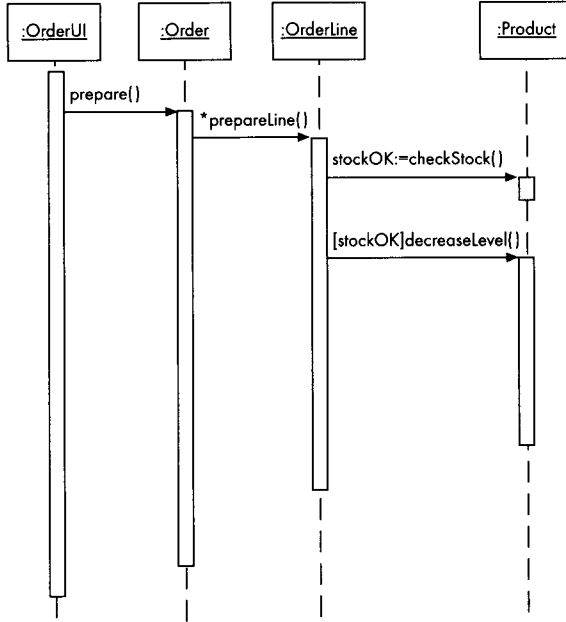 :OrderUI
:Order
:OrderLine
:Product
prepare()
*prepareLine()
stockOK:=checkStock()
[stockOK]decreaseLevel()